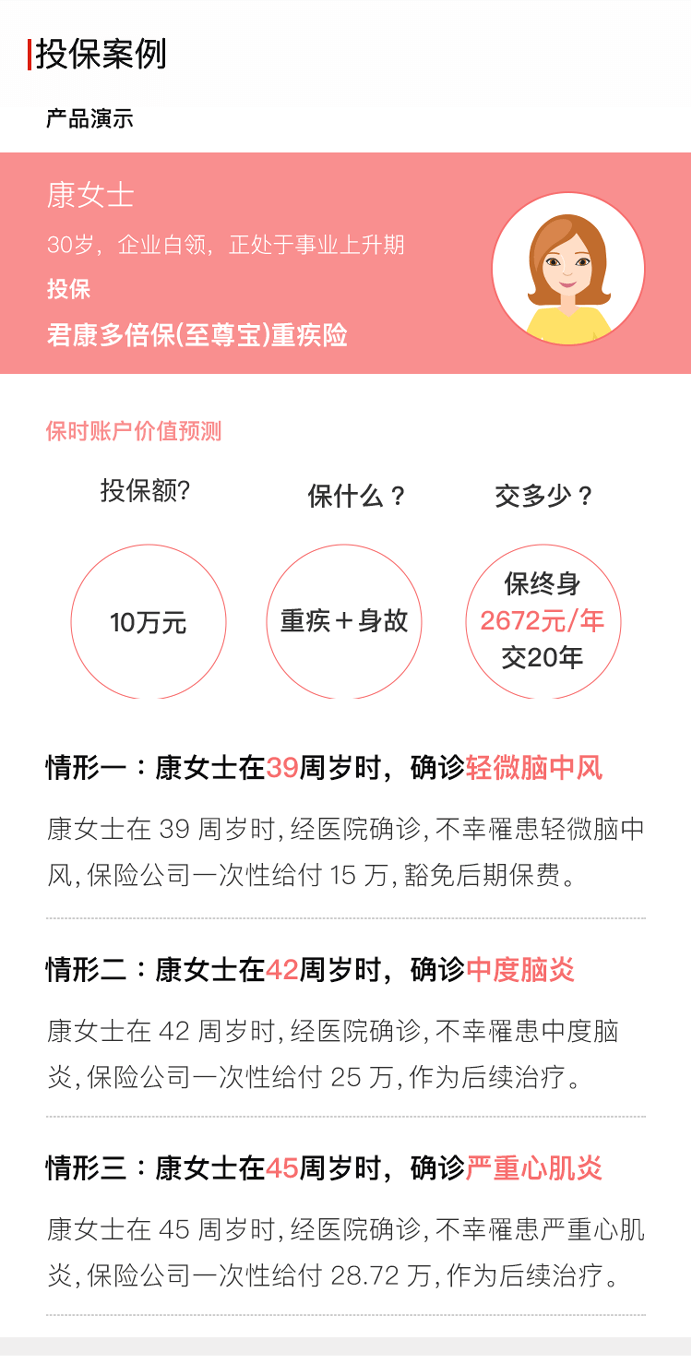 投保案例
产品演示
康女士
30岁，企业白领，正处于事业上升期
投保
君康多倍保(至尊宝)重疾险
保时账户价值预测
投保额?
保什么？
交多少？
10万元
重疾＋身故
保终身
2672元/年
交20年
情形一：康女士在39周岁时，确诊轻微脑中风
康女士在 39 周岁时，经医院确诊，不幸罹患轻微脑中
风，保险公司一次性给付 15 万，豁免后期保费。
情形二：康女士在42周岁时，确诊中度脑炎
康女士在 42 周岁时，经医院确诊，不幸罹患中度脑
炎，保险公司一次性给付 25 万，作为后续治疗。
情形三：康女士在45周岁时，确诊严重心肌炎
康女士在 45 周岁时，经医院确诊，不幸罹患严重心肌
炎，保险公司一次性给付 28.72 万，作为后续治疗。